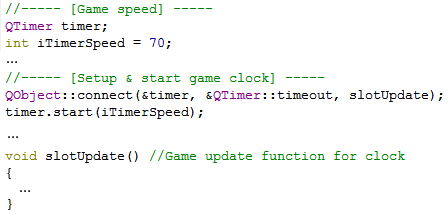 //----- [Game speed] -----
QTimer timer;
int iTimerSpeed = 70;
…
//----- [Setup & start game clock] -----
QObject::connect(&timer, &QTimer::timeout, slotUpdate);
timer.start(iTimerSpeed);
…
void slotUpdate() //Game update function for clock
{
…
}